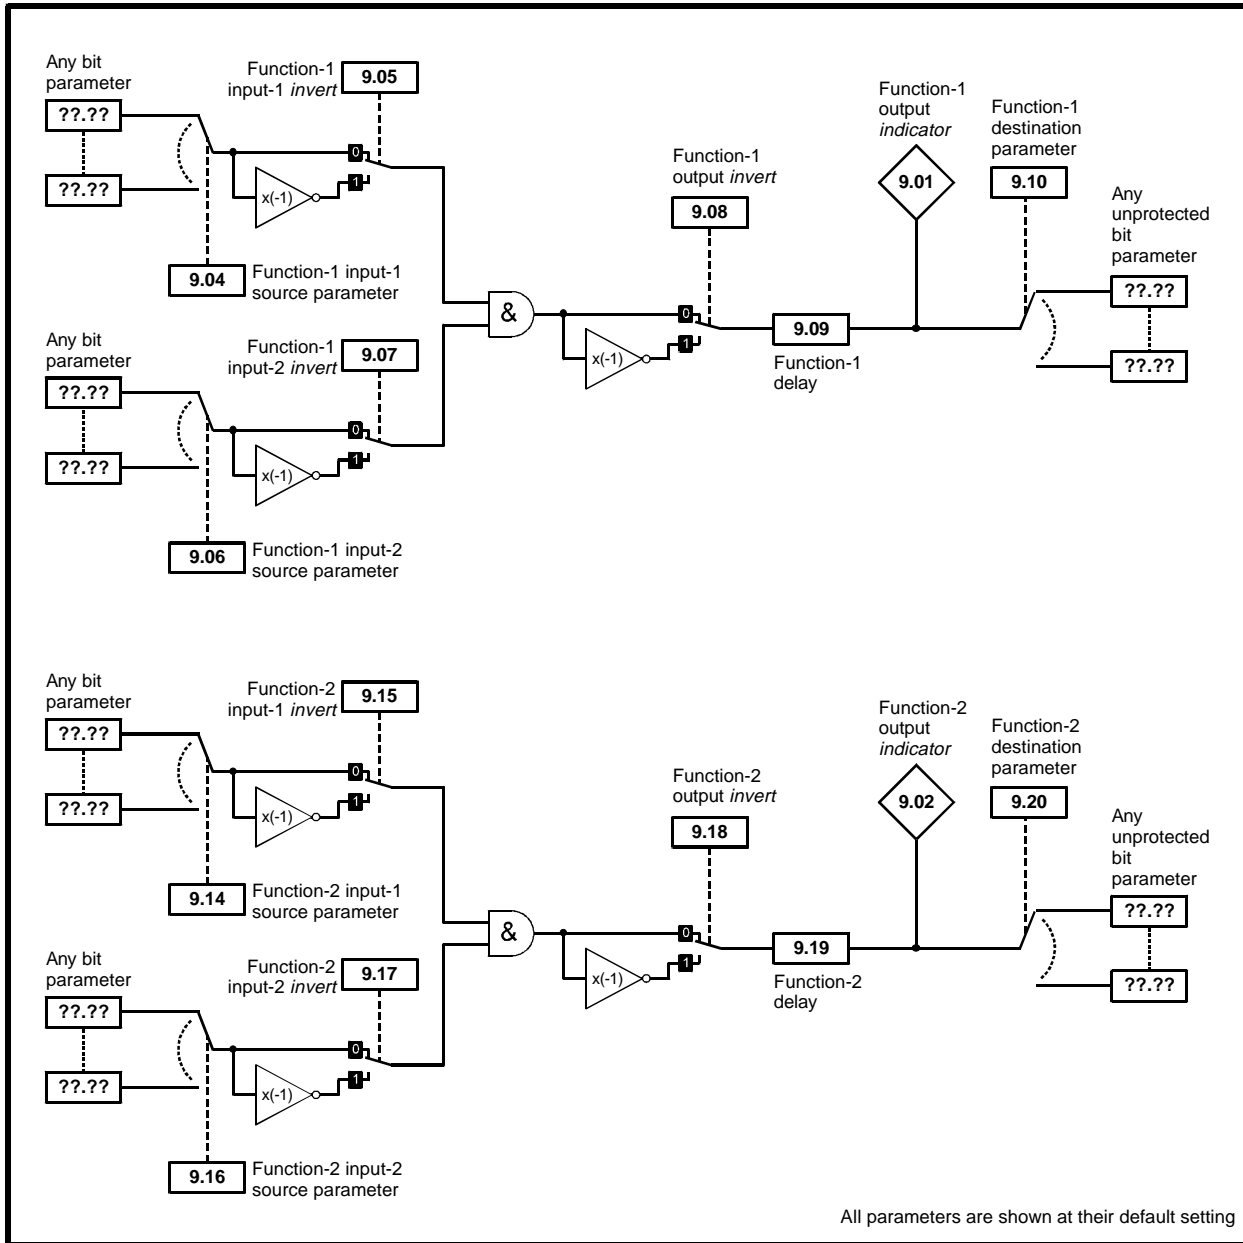 Any bit
parameter
??.??
??.??
Function-1
input-1 invert
9.05
0
1
x(-1)
9.04
Function-1 input-1
source parameter
Any bit
parameter
??.??
??.??
Function-1
input-2 invert
9.07
0
1
x(-1)
9.06
Function-1 input-2
source parameter
&
Function-1
output invert
9.08
0
1
x(-1)
9.09
Function-1
delay
Function-1
output
indicator
9.01
Function-1
destination
parameter
9.10
Any
unprotected
bit
parameter
??.??
??.??
Any bit
parameter
??.??
??.??
Function-2
input-1 invert
9.15
0
1
x(-1)
9.14
Function-2 input-1
source parameter
Any bit
parameter
??.??
??.??
Function-2
input-2 invert
9.17
0
1
x(-1)
9.16
Function-2 input-2
source parameter
&
Function-2
output invert
9.18
0
1
x(-1)
9.19
Function-2
delay
Function-2
output
indicator
9.02
Function-2
destination
parameter
9.20
Any
unprotected
bit
parameter
??.??
??.??
All parameters are shown at their default setting